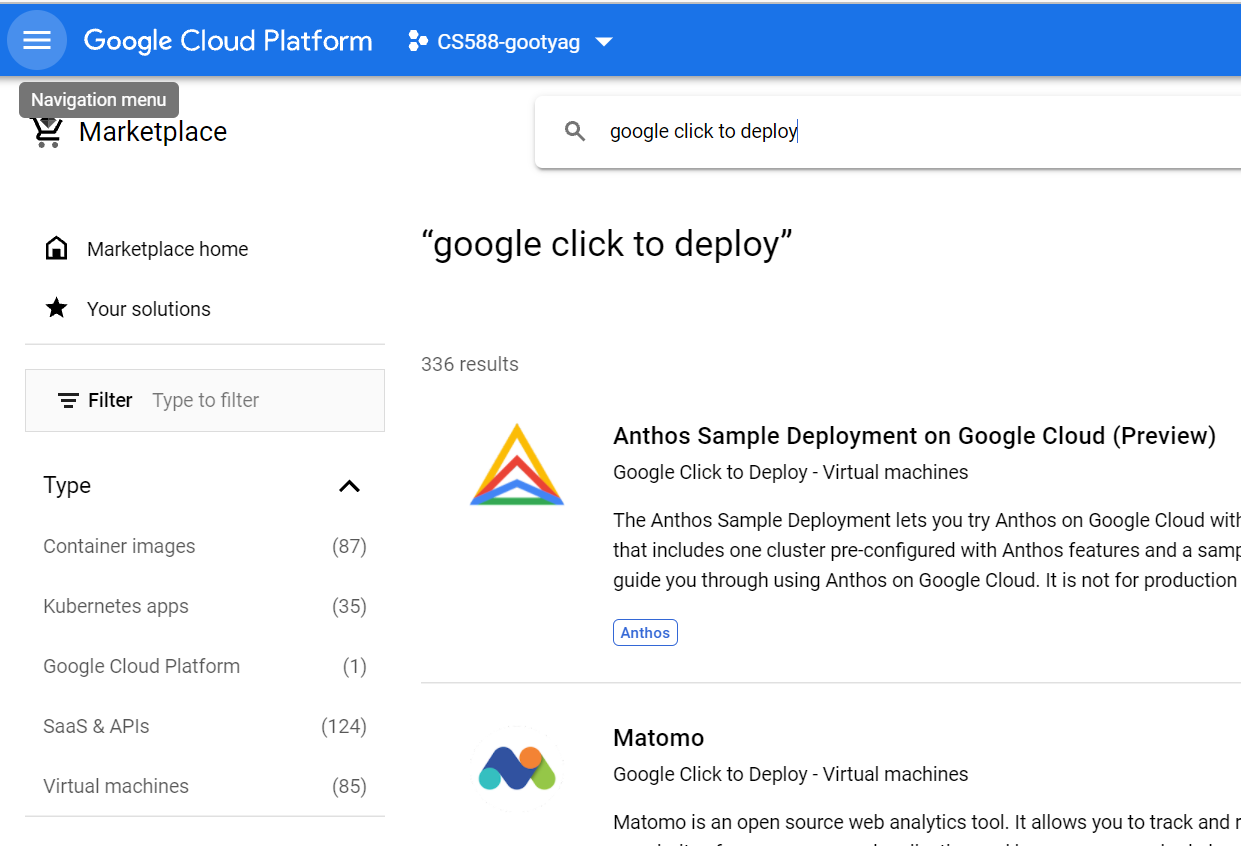 Google Cloud Platform
CS588-gootyag
Navigation menu
Marketplace
google click to deploy
Marketplace home
Your solutions
Filter Type to filter
Type
Container images (87)
Kubernetes apps (35)
Google Cloud Platform (1)
SaaS & APIs (124)
Virtual machines (85)
“google click to deploy”
336 results
Anthos Sample Deployment on Google Cloud (Preview)
Google Click to Deploy - Virtual machines
The Anthos Sample Deployment lets you try Anthos on Google Cloud with
that includes one cluster pre-configured with Anthos features and a samp
guide you through using Anthos on Google Cloud. It is not for production
Anthos
Matomo
Google Click to Deploy - Virtual machines
Matomo is an open source web analytics tool. It allows you to track and r